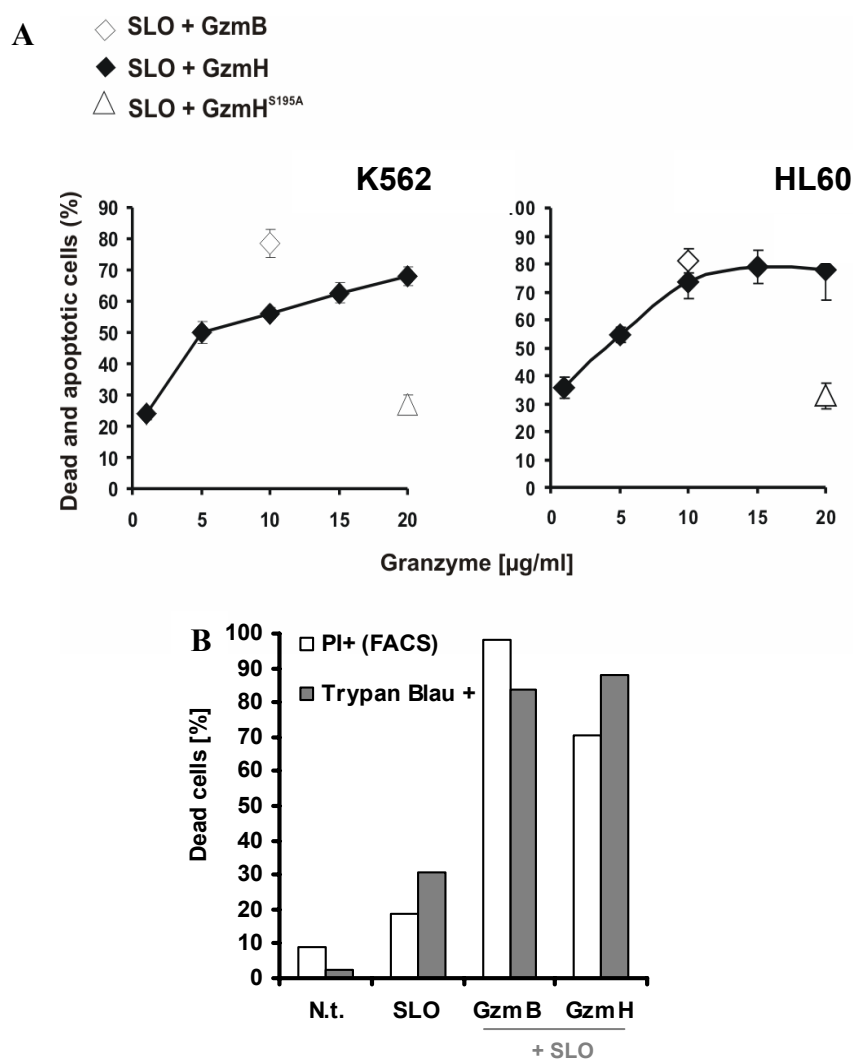 A
SLO + GzmB
SLO + GzmH
SLO + GzmH^S195A
K562
HL60
Dead and apoptotic cells (%)
90
80
70
60
50
40
30
20
10
0
0 5 10 15 20
.00
90
80
70
60
50
40
30
20
10
0
0 5 10 15 20
Granzyme [µg/ml]
B
PI+ (FACS)
Trypan Blau +
Dead cells [%]
100
90
80
70
60
50
40
30
20
10
0
N.t. SLO GzmB GzmH
+ SLO